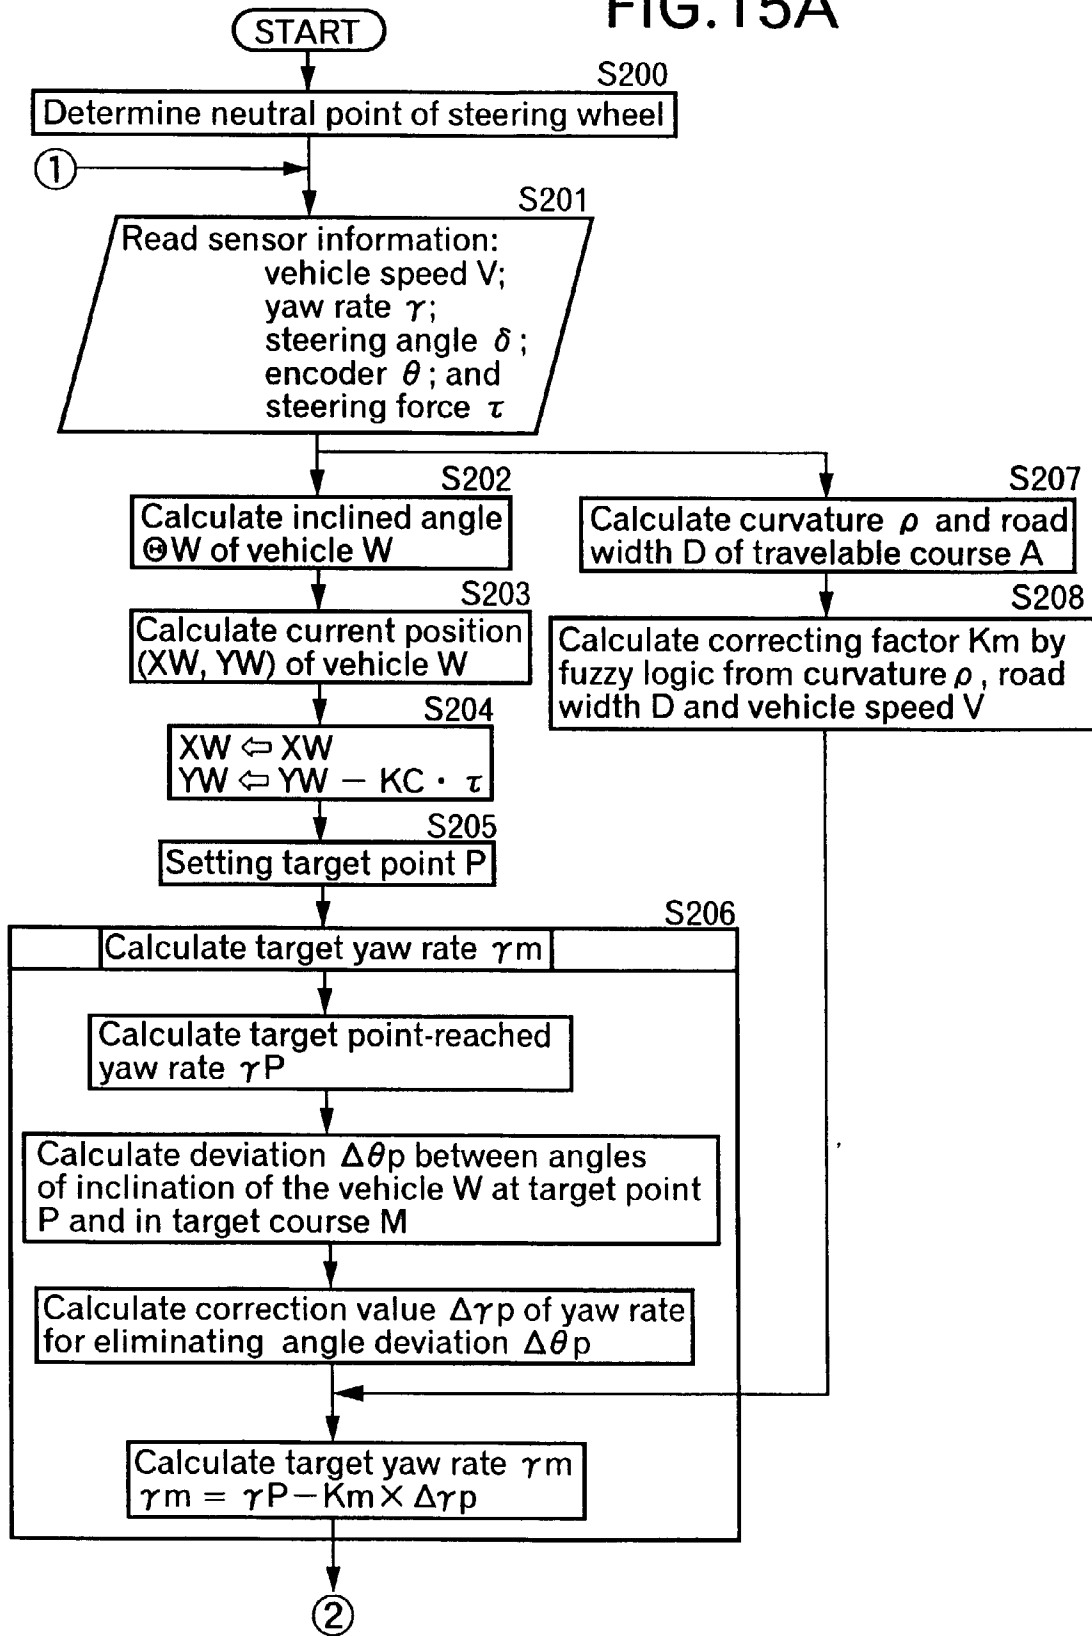 FIG.15A
START
S200
Determine neutral point of steering wheel
①
S201
Read sensor information:
vehicle speed V;
yaw rate γ;
steering angle δ ;
encoder θ ; and
steering force τ
S202
Calculate inclined angle
ΘW of vehicle W
S203
Calculate current position
(XW, YW) of vehicle W
S204
XW ⇦ XW
YW ⇦ YW − KC · τ
S205
Setting target point P
S207
Calculate curvature ρ and road
width D of travelable course A
S208
Calculate correcting factor Km by
fuzzy logic from curvature ρ , road
width D and vehicle speed V
S206
Calculate target yaw rate γm
Calculate target point-reached
yaw rate γP
Calculate deviation Δθp between angles
of inclination of the vehicle W at target point
P and in target course M
Calculate correction value Δγp of yaw rate
for eliminating angle deviation Δθp
Calculate target yaw rate γm
γm = γP−Km× Δγp
②